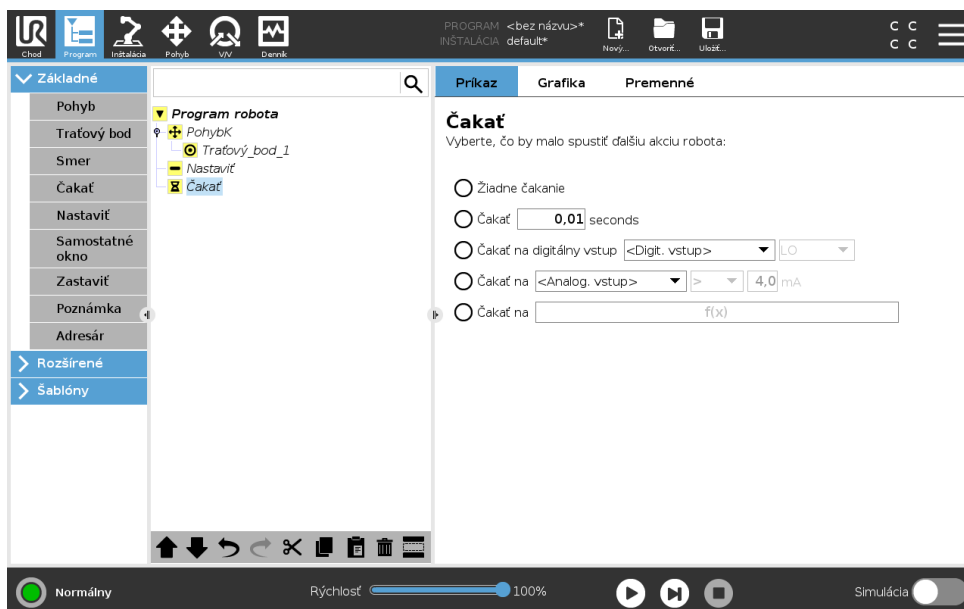 PROGRAM <bez názvu>*
INŠTALÁCIA default*
Chod Program Inštalácia Pohyb V/V Denník
Nový... Otvoriť... Uložiť...
C C
C C
Základné
Pohyb
Traťový bod
Smer
Čakať
Nastaviť
Samostatné
okno
Zastaviť
Poznámka
Adresár
Rozšírené
Šablóny
Program robota
PohybK
Traťový_bod_1
Nastaviť
Čakať
Príkaz Grafika Premenné
Čakať
Vyberte, čo by malo spustiť ďalšiu akciu robota:
Žiadne čakanie
Čakať 0,01 seconds
Čakať na digitálny vstup <Digit. vstup> LO
Čakať na <Analog. vstup> > 4,0 mA
Čakať na f(x)
Normálny Rýchlosť 100% Simulácia